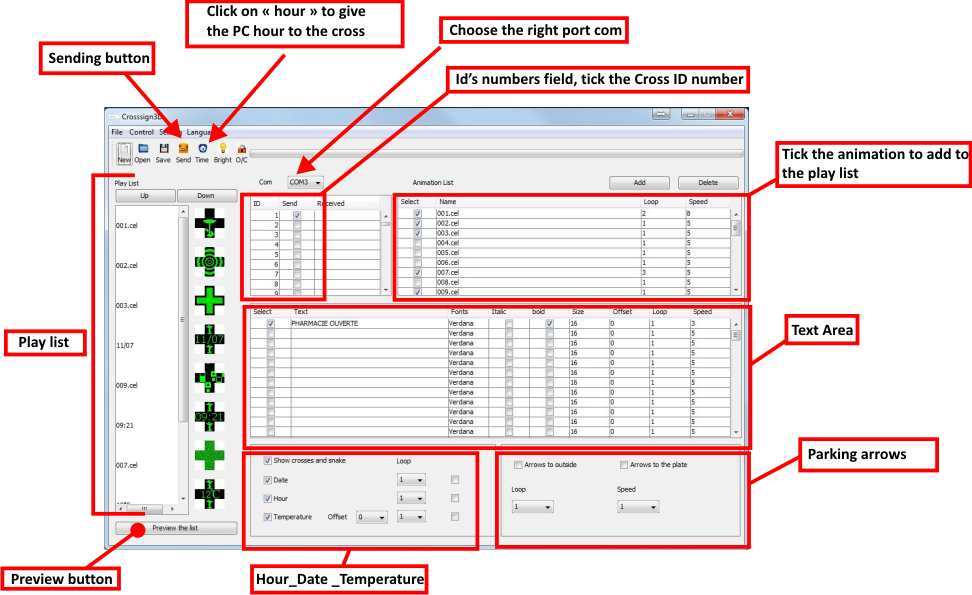 Click on « hour » to give
the PC hour to the cross
Choose the right port com
Sending button
Id's numbers field, tick the Cross ID number
Crosssign3
File Control Langua
New Open Save Send Time Bright O/C
Tick the animation to add to
the play list
Play List
Com COM3 Animation List Add Delete
Up Down
ID Send Received
1
2
3
4
5
6
7
8
9
Select Name Loop Speed
001.cel 2 8
002.cel 1 5
003.cel 1 5
004.cel 1 5
005.cel 1 5
006.cel 1 5
007.cel 3 5
008.cel 1 5
009.cel 1 5
001.cel
002.cel
003.cel
11/07 11/07
009.cel
09:21 09:21
007.cel
12°C
Play list
Select Text Fonts Italic bold Size Offset Loop Speed
PHARMACIE OUVERTE Verdana 16 0 1 3
Verdana 16 0 1 5
Verdana 16 0 1 5
Verdana 16 0 1 5
Verdana 16 0 1 5
Verdana 16 0 1 5
Verdana 16 0 1 5
Verdana 16 0 1 5
Verdana 16 0 1 5
Verdana 16 0 1 5
Verdana 16 0 1 5
Verdana 16 0 1 5
Text Area
Show crosses and snake Loop
Date 1
Hour 1
Temperature Offset 0 1
Arrows to outside Arrows to the plate
Loop Speed
1 1
Parking arrows
Preview the list
Preview button
Hour_Date _Temperature